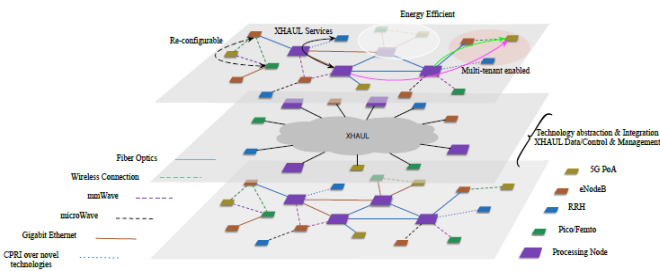 Energy Efficient
XHAUL Services
Re-configurable
Multi-tenant enabled
XHAUL
Technology abstraction & Integration
XHAUL Data/Control & Management
Fiber Optics
Wireless Connection
mmWave
microWave
Gigabit Ethernet
CPRI over novel
technologies
5G PoA
eNodeB
RRH
Pico/Femto
Processing Node